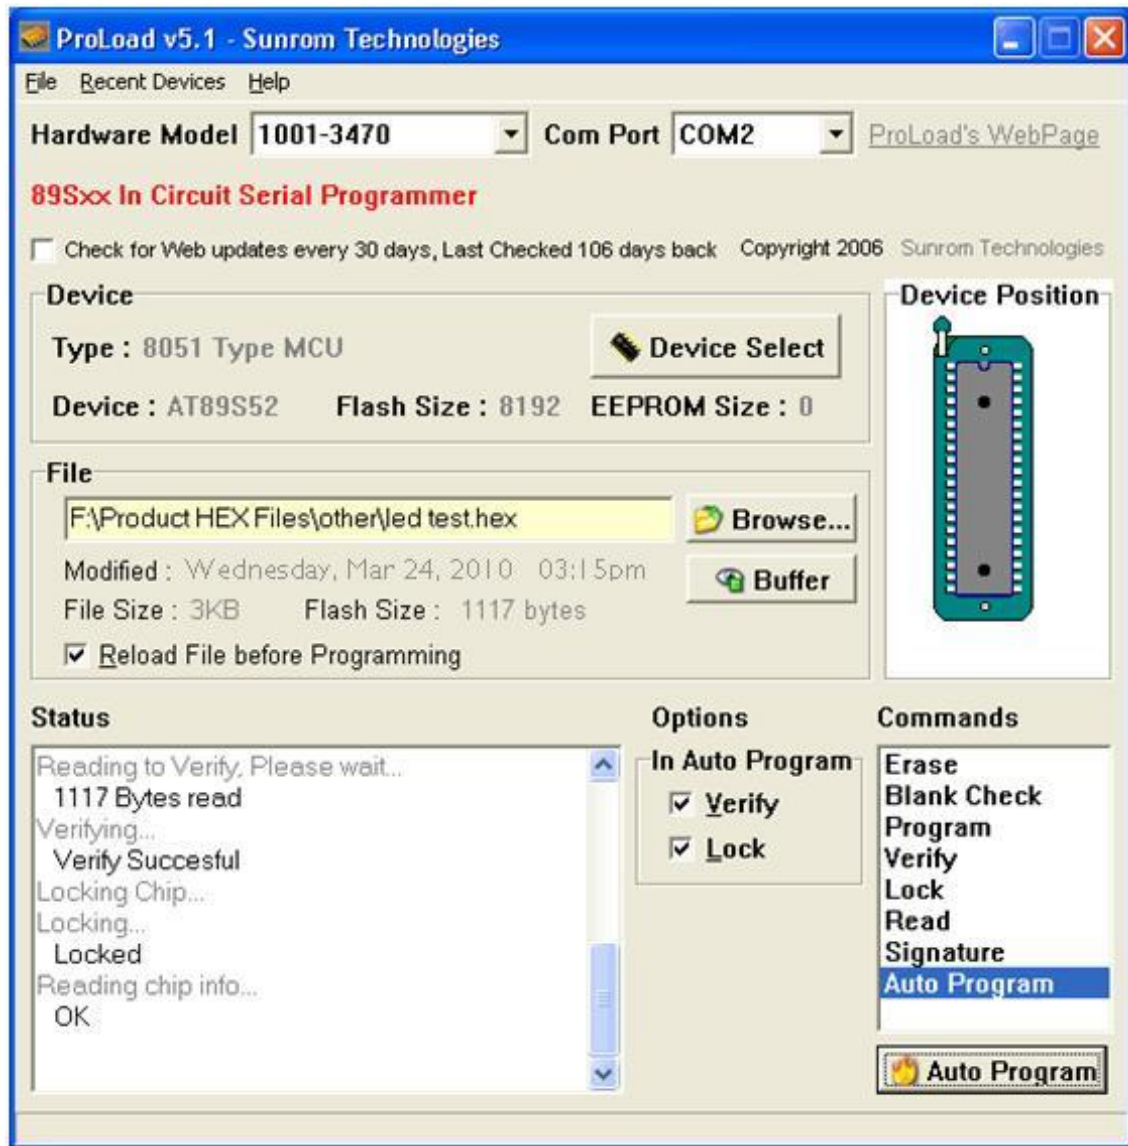 ProLoad v5.1 - Sunrom Technologies
File Recent Devices Help
Hardware Model 1001-3470 Com Port COM2 ProLoad's WebPage
89Sxx In Circuit Serial Programmer
Check for Web updates every 30 days, Last Checked 106 days back Copyright 2006 Sunrom Technologies
Device
Type : 8051 Type MCU Device Select
Device : AT89S52 Flash Size : 8192 EEPROM Size : 0
Device Position
File
F:\Product HEX Files\other\led test.hex Browse...
Modified : Wednesday, Mar 24, 2010 03:15pm Buffer
File Size : 3KB Flash Size : 1117 bytes
Reload File before Programming
Status
Reading to Verify, Please wait...
1117 Bytes read
Verifying...
Verify Succesful
Locking Chip...
Locking...
Locked
Reading chip info...
OK
Options
In Auto Program
Verify
Lock
Commands
Erase
Blank Check
Program
Verify
Lock
Read
Signature
Auto Program
Auto Program